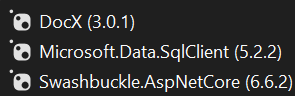 DocX (3.0.1)
Microsoft.Data.SqlClient (5.2.2)
Swashbuckle.AspNetCore (6.6.2)